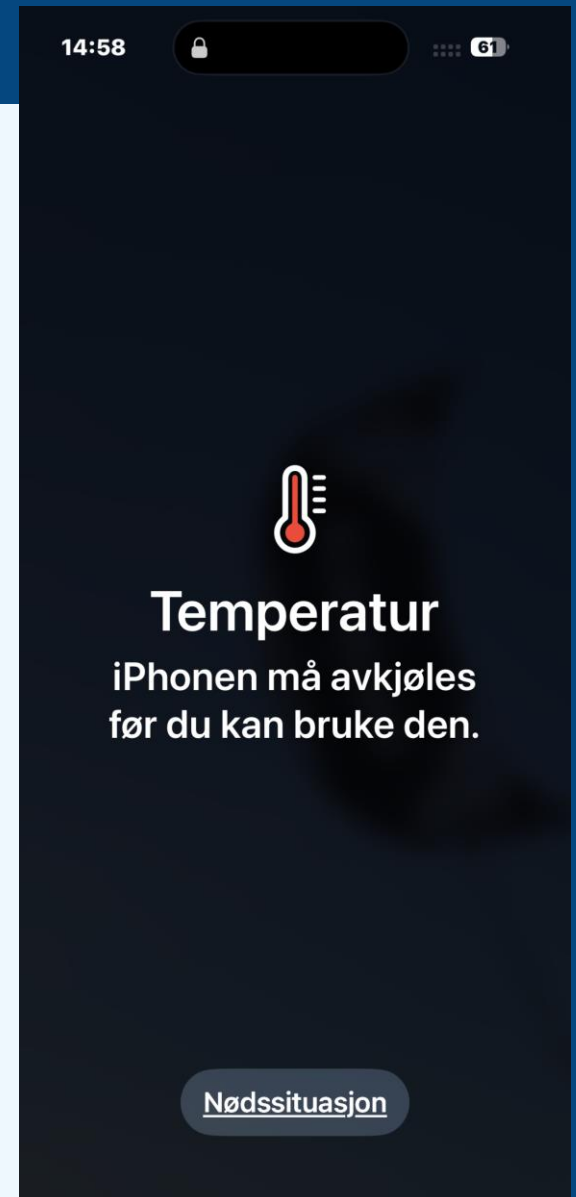 14:58
61
Temperatur
iPhonen må avkjøles
før du kan bruke den.
Nødssituasjon